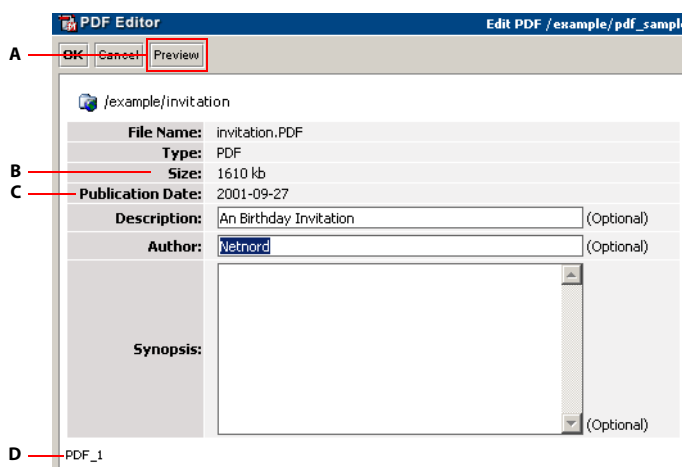 PDF Editor Edit PDF /example/pdf_sampl
A OK Cancel Preview
/example/invitation
File Name: invitation.PDF
Type: PDF
B Size: 1610 kb
C Publication Date: 2001-09-27
Description: An Birthday Invitation (Optional)
Author: Netnord (Optional)
Synopsis:
(Optional)
D PDF_1